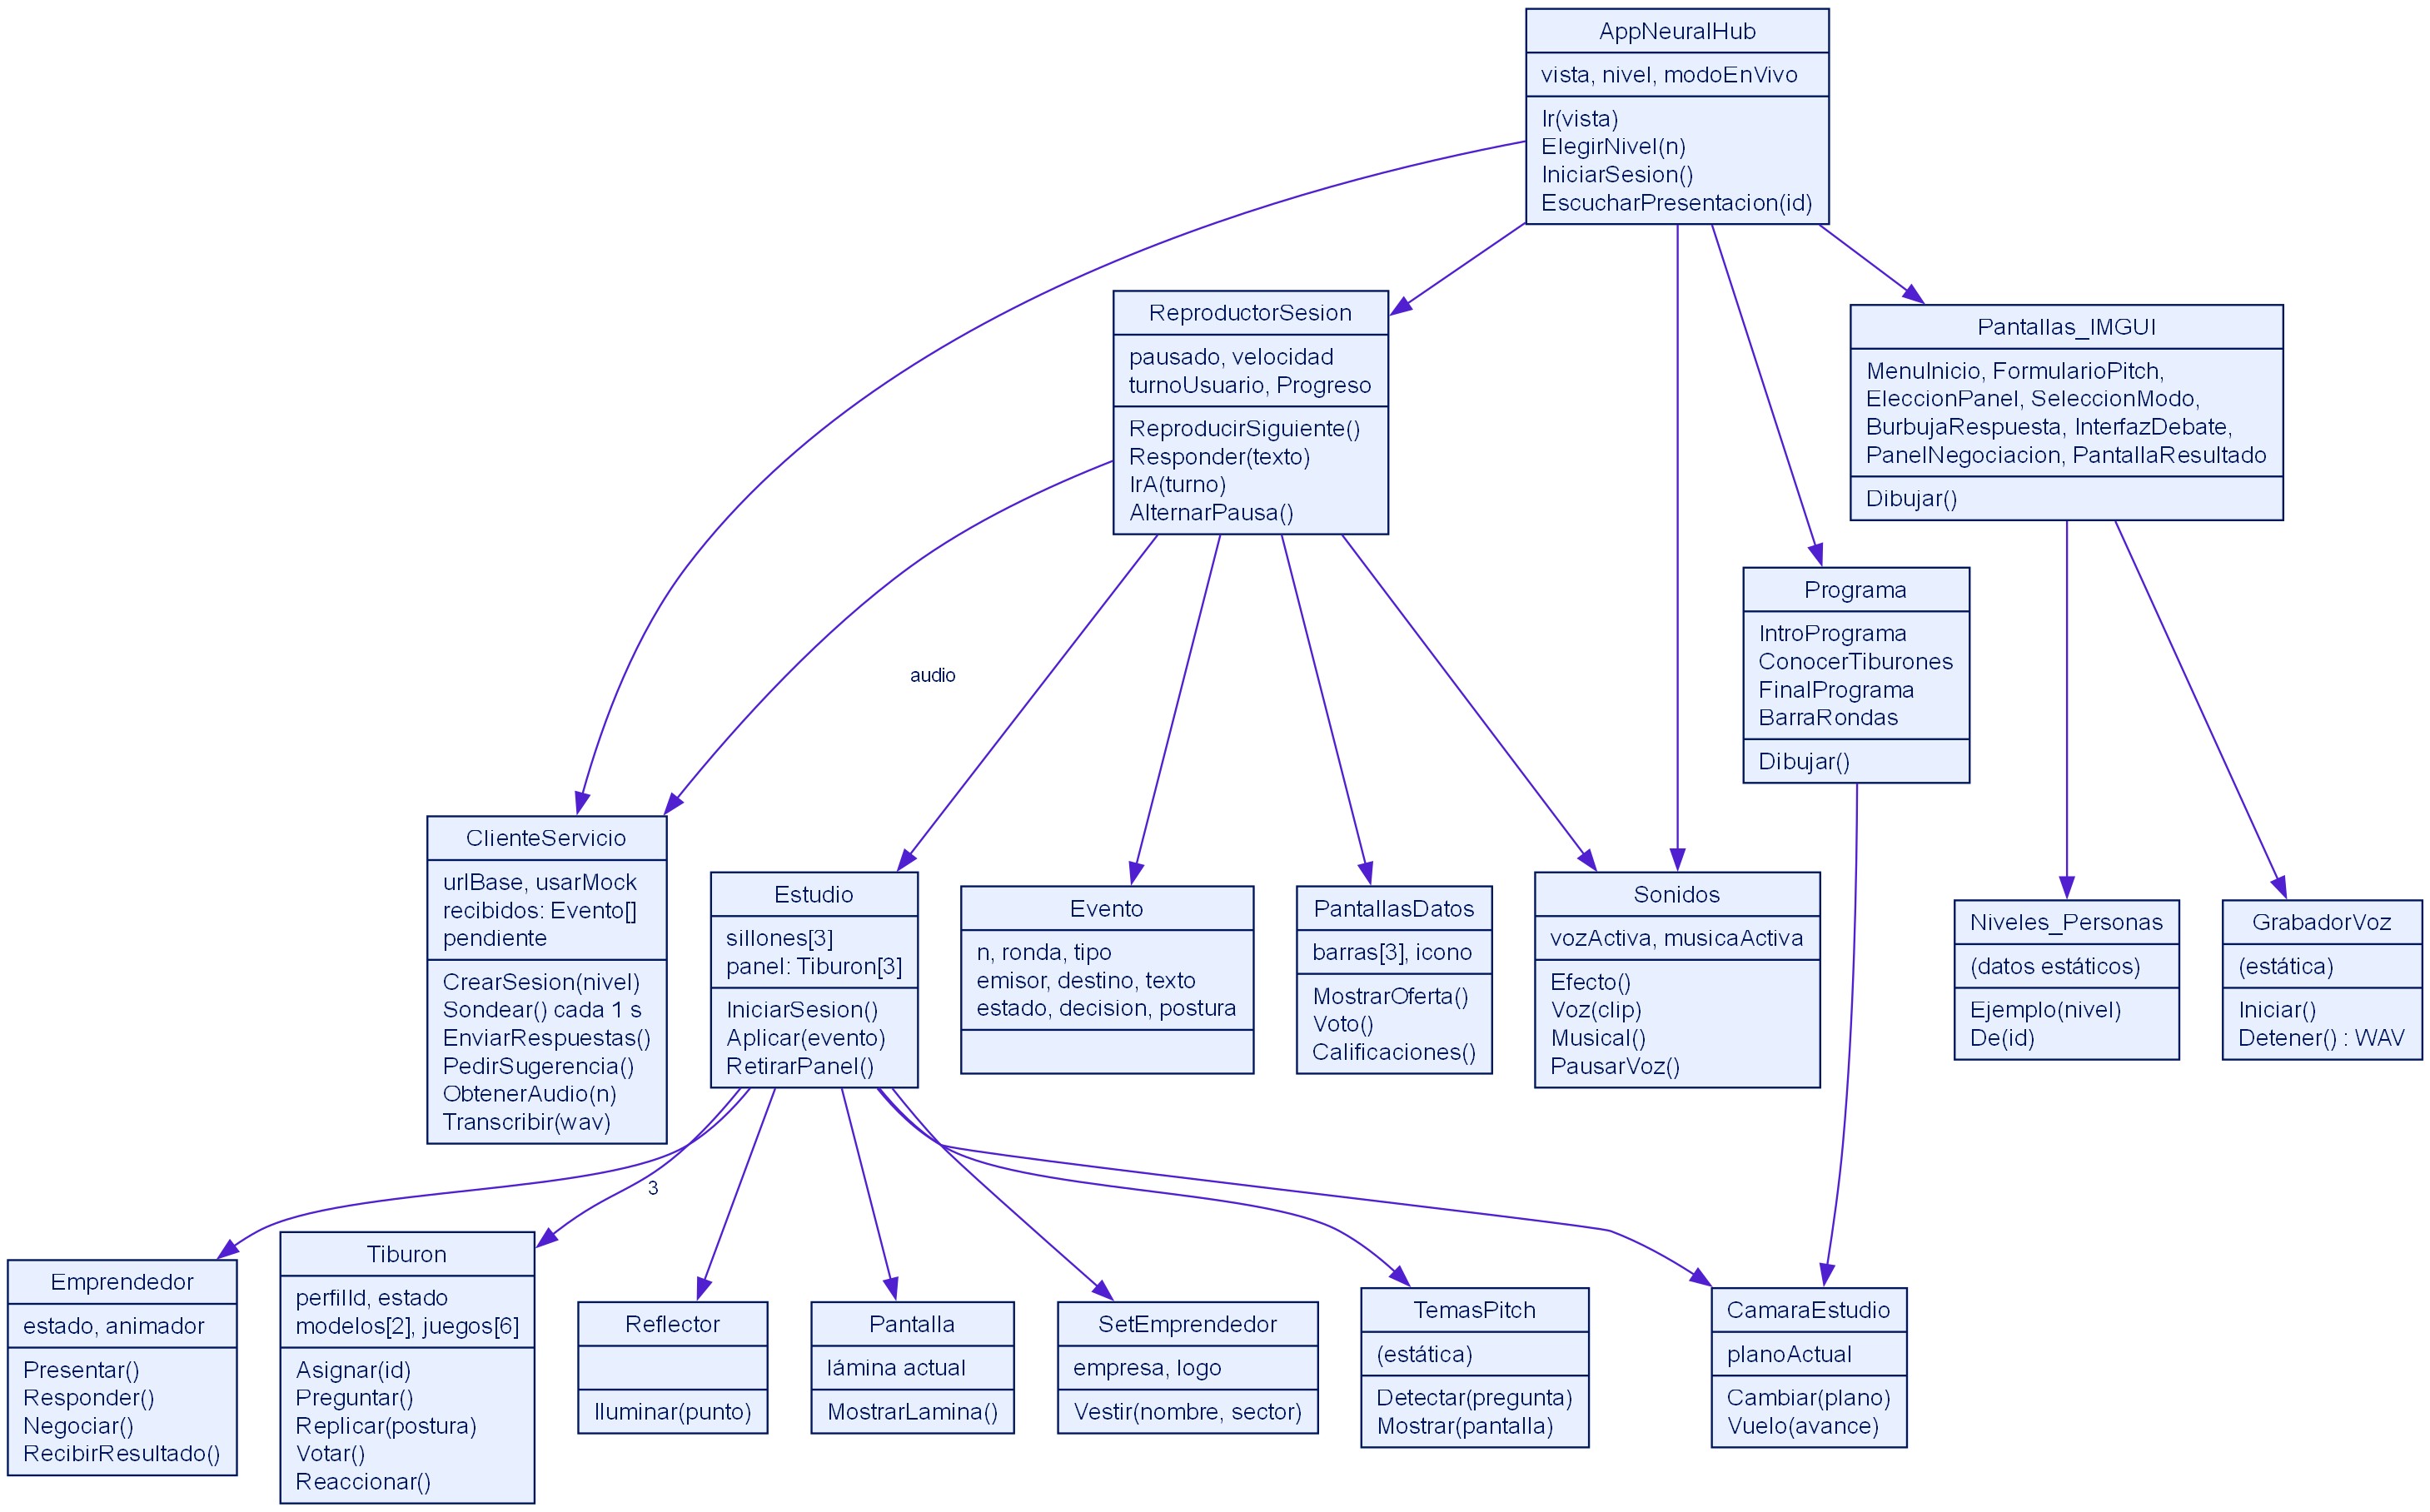 AppNeuralHub
vista, nivel, modoEnVivo
Ir(vista)
ElegirNivel(n)
IniciarSesion()
EscucharPresentacion(id)
ReproductorSesion
pausado, velocidad
turnoUsuario, Progreso
ReproducirSiguiente()
Responder(texto)
IrA(turno)
AlternarPausa()
Pantallas_IMGUI
MenuInicio, FormularioPitch,
EleccionPanel, SeleccionModo,
BurbujaRespuesta, InterfazDebate,
PanelNegociacion, PantallaResultado
Dibujar()
Programa
IntroPrograma
ConocerTiburones
FinalPrograma
BarraRondas
Dibujar()
audio
ClienteServicio
urlBase, usarMock
recibidos: Evento[]
pendiente
CrearSesion(nivel)
Sondear() cada 1 s
EnviarRespuestas()
PedirSugerencia()
ObtenerAudio(n)
Transcribir(wav)
Estudio
sillones[3]
panel: Tiburon[3]
IniciarSesion()
Aplicar(evento)
RetirarPanel()
Evento
n, ronda, tipo
emisor, destino, texto
estado, decision, postura
PantallasDatos
barras[3], icono
MostrarOferta()
Voto()
Calificaciones()
Sonidos
vozActiva, musicaActiva
Efecto()
Voz(clip)
Musical()
PausarVoz()
Niveles_Personas
(datos estáticos)
Ejemplo(nivel)
De(id)
GrabadorVoz
(estática)
Iniciar()
Detener() : WAV
3
Emprendedor
estado, animador
Presentar()
Responder()
Negociar()
RecibirResultado()
Tiburon
perfilId, estado
modelos[2], juegos[6]
Asignar(id)
Preguntar()
Replicar(postura)
Votar()
Reaccionar()
Reflector
Iluminar(punto)
Pantalla
lámina actual
MostrarLamina()
SetEmprendedor
empresa, logo
Vestir(nombre, sector)
TemasPitch
(estática)
Detectar(pregunta)
Mostrar(pantalla)
CamaraEstudio
planoActual
Cambiar(plano)
Vuelo(avance)